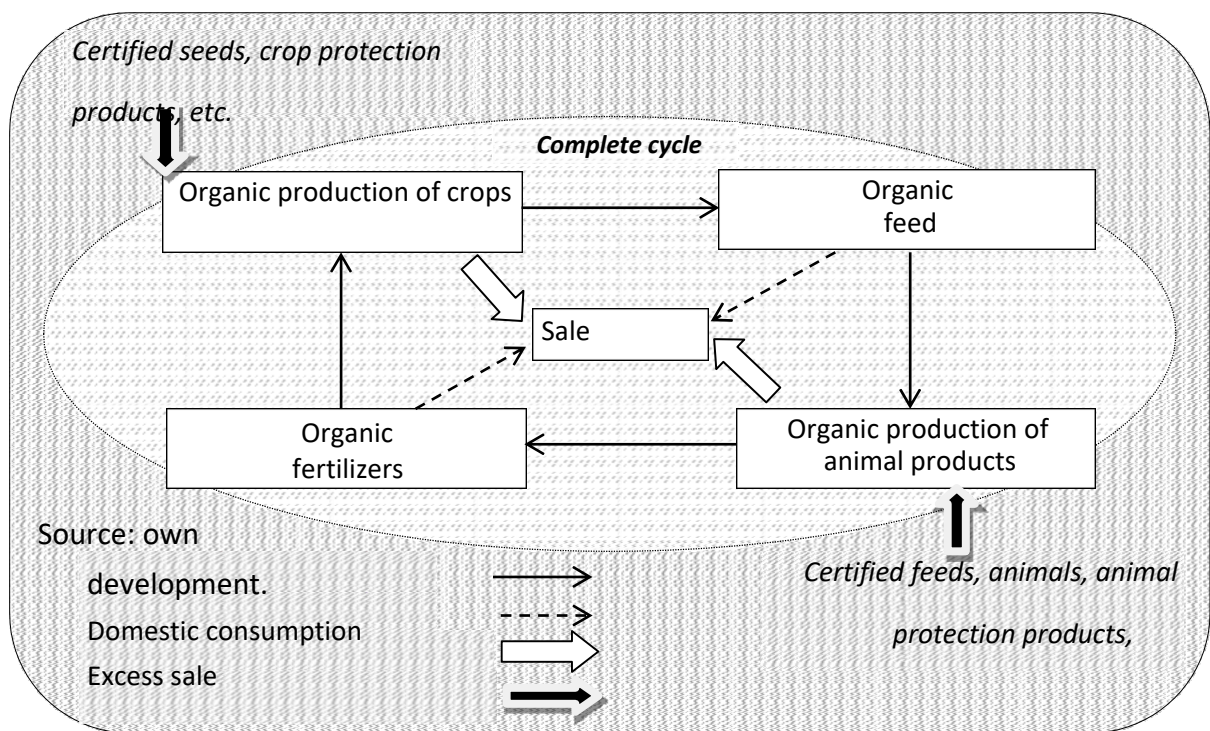 Certified seeds, crop protection
products, etc.
Complete cycle
Organic production of crops
Organic
feed
Sale
Organic
fertilizers
Organic production of
animal products
Source: own
development.
Domestic consumption
Excess sale
Certified feeds, animals, animal
protection products,